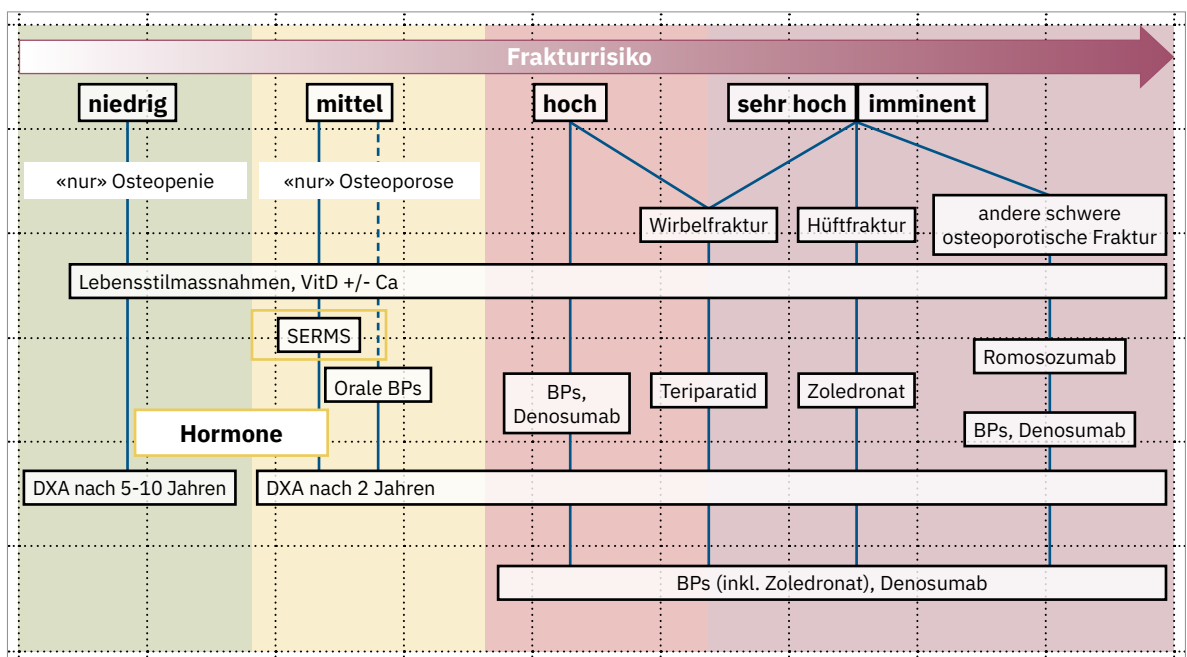 Frakturrisiko
niedrig
mittel
hoch
sehr hoch
imminent
«nur» Osteopenie
«nur» Osteoporose
Wirbelfraktur
Hüftfraktur
andere schwere
osteoporotische Fraktur
Lebensstilmassnahmen, VitD +/- Ca
SERMS
Romosozumab
Orale BPs
BPs,
Denosumab
Teriparatid
Zoledronat
Hormone
BPs, Denosumab
DXA nach 5-10 Jahren
DXA nach 2 Jahren
BPs (inkl. Zoledronat), Denosumab